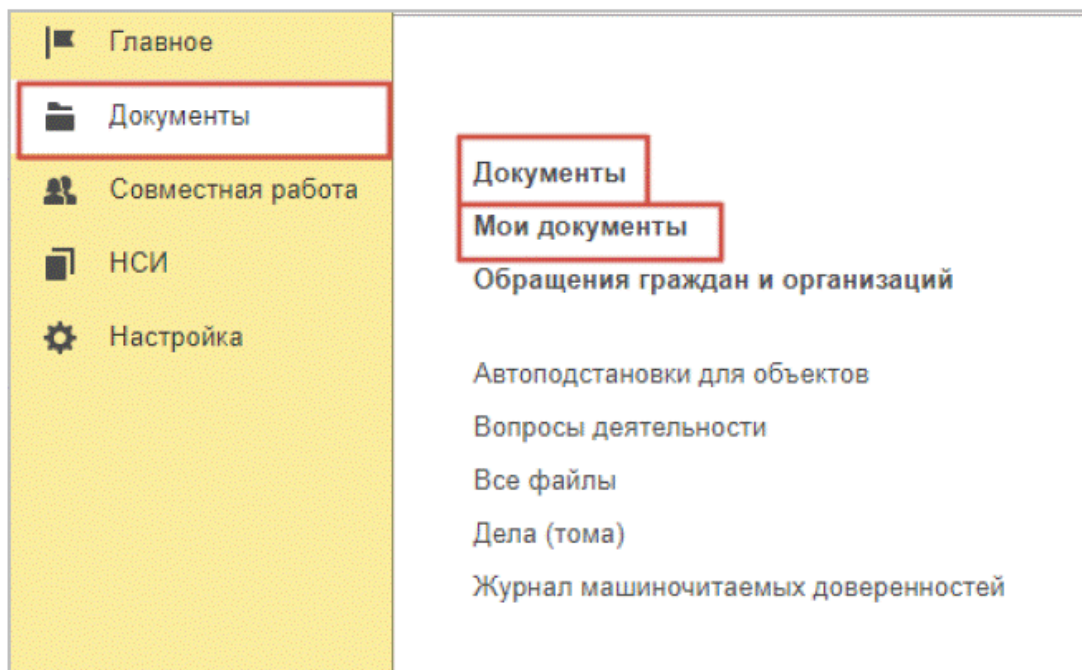 Главное
Документы
Совместная работа
НСИ
Настройка
Документы
Мои документы
Обращения граждан и организаций
Автоподстановки для объектов
Вопросы деятельности
Все файлы
Дела (тома)
Журнал машиночитаемых доверенностей